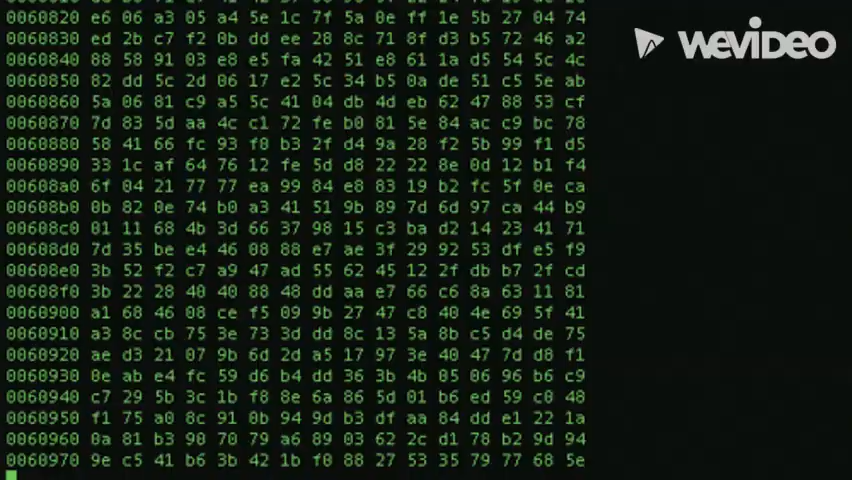 0060820 e6 06 a3 05 a4 5e 1c 7f 5a 0e ff 1e 5b 27 04 74
0060830 ed 2b c7 f2 0b dd ee 28 8c 71 8f d3 b5 72 46 a2
0060840 88 58 91 03 e8 e5 fa 42 51 e8 61 1a d5 54 5c 4c
0060850 82 dd 5c 2d 06 17 e2 5c 34 b5 0a de 51 c5 5e ab
0060860 5a 06 81 c9 a5 5c 41 04 db 4d eb 62 47 88 53 cf
0060870 7d 83 5d aa 4c c1 72 fe b0 81 5e 84 ac c9 bc 78
0060880 58 41 66 fc 93 f0 b3 2f d4 9a 28 f2 5b 99 f1 d5
0060890 33 1c af 64 76 12 fe 5d d8 22 22 8e 0d 12 b1 f4
00608a0 6f 04 21 77 77 ea 99 84 e8 83 19 b2 fc 5f 0e ca
00608b0 0b 82 0e 74 b0 a3 41 51 9b 89 7d 6d 97 ca 44 b9
00608c0 01 11 68 4b 3d 66 37 98 15 c3 ba d2 14 23 41 71
00608d0 7d 35 be e4 46 08 88 e7 ae 3f 29 92 53 df e5 f9
00608e0 3b 52 f2 c7 a9 47 ad 55 62 45 12 2f db b7 2f cd
00608f0 3b 22 28 40 40 88 48 dd aa e7 66 c6 8a 63 11 81
0060900 a1 68 46 08 ce f5 09 9b 27 47 c8 40 4e 69 5f 41
0060910 a3 8c cb 75 3e 73 3d dd 8c 13 5a 8b c5 d4 de 75
0060920 ae d3 21 07 9b 6d 2d a5 17 97 3e 40 47 7d d8 f1
0060930 0e ab e4 fc 59 d6 b4 dd 36 3b 4b 05 06 96 b6 c9
0060940 c7 29 5b 3c 1b f8 8e 6a 86 5d 01 b6 ed 59 c0 48
0060950 f1 75 a0 8c 91 0b 94 9d b3 df aa 84 dd e1 22 1a
0060960 0a 81 b3 90 70 79 a6 89 03 62 2c d1 78 b2 9d 94
0060970 9e c5 41 b6 3b 42 1b f0 88 27 53 35 79 77 68 5e
WEVIDEO